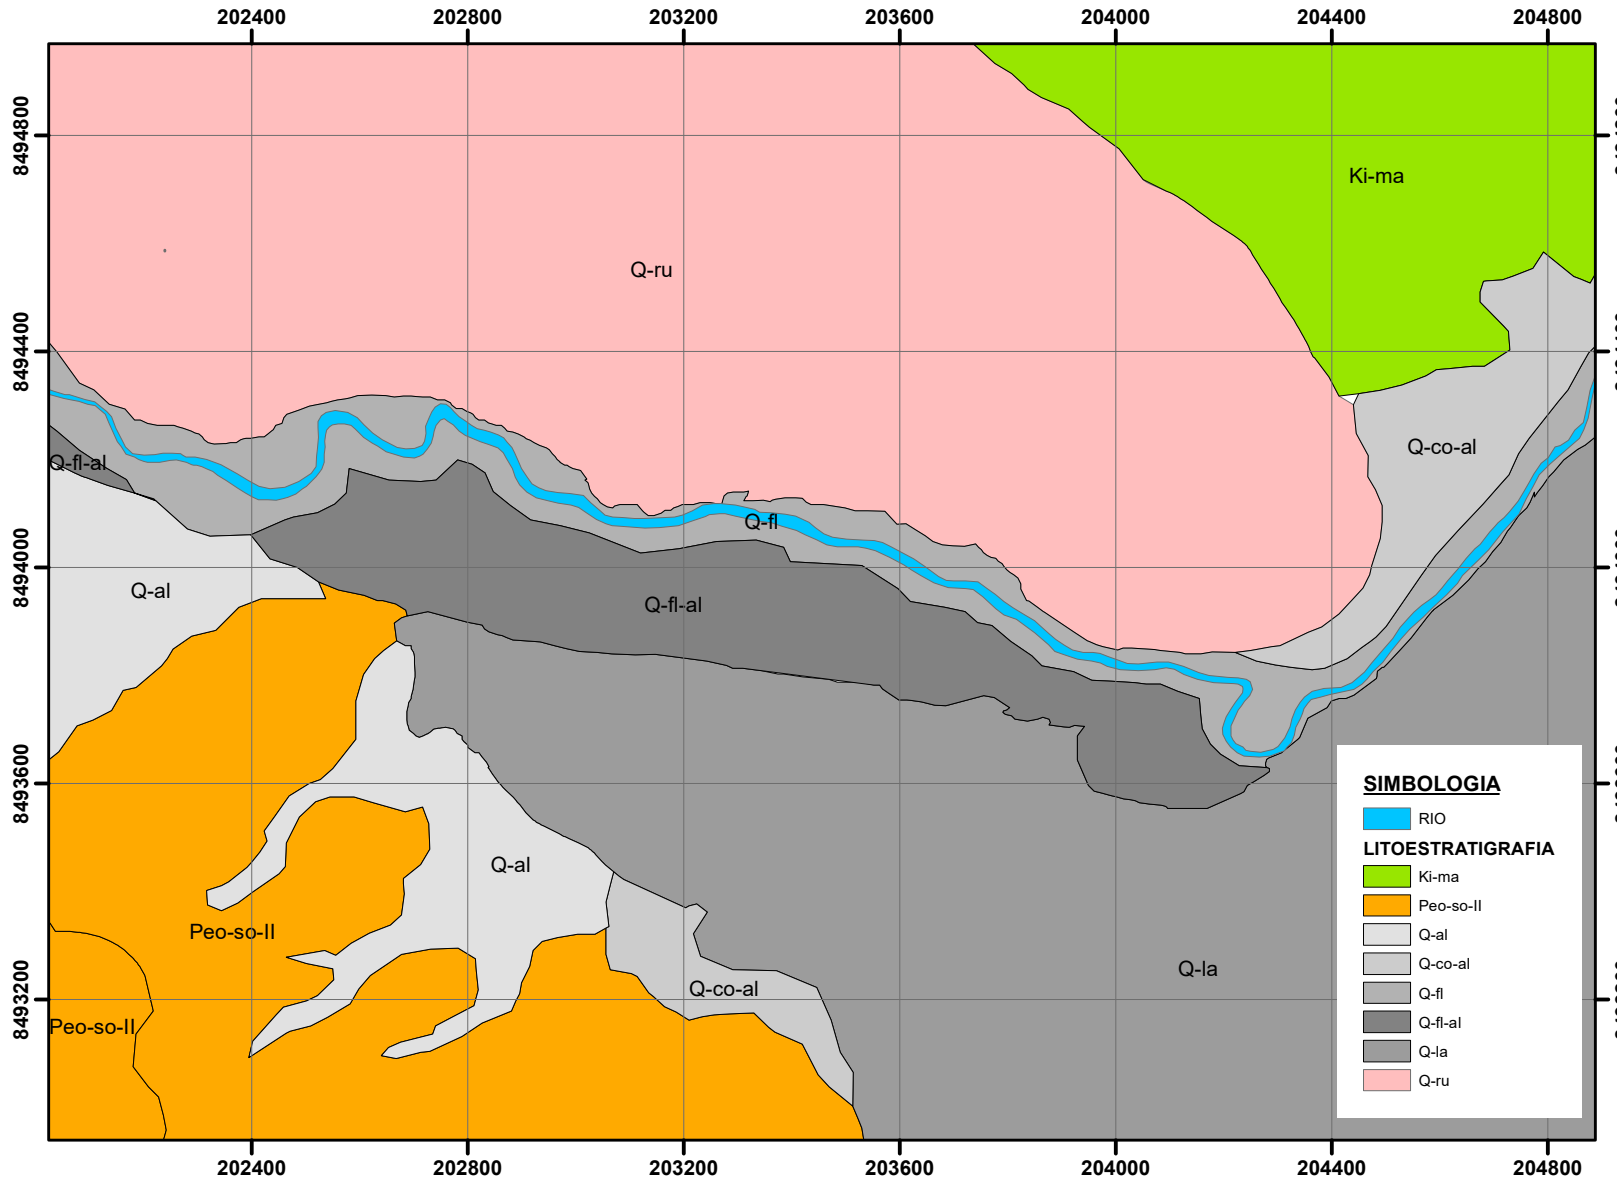 202400 202800 203200 203600 204000 204400 204800
8494800
Ki-ma
Q-ru
8494400
Q-co-al
Q-fl-al
Q-fl
8494000
Q-al
Q-fl-al
8493600
SIMBOLOGIA
RIO
LITOESTRATIGRAFIA
Ki-ma
Peo-so-II
Q-al
Q-co-al
Q-fl
Q-fl-al
Q-la
Q-ru
Q-al
Peo-so-II
Q-la
Q-co-al
8493200
Peo-so-II
202400 202800 203200 203600 204000 204400 204800